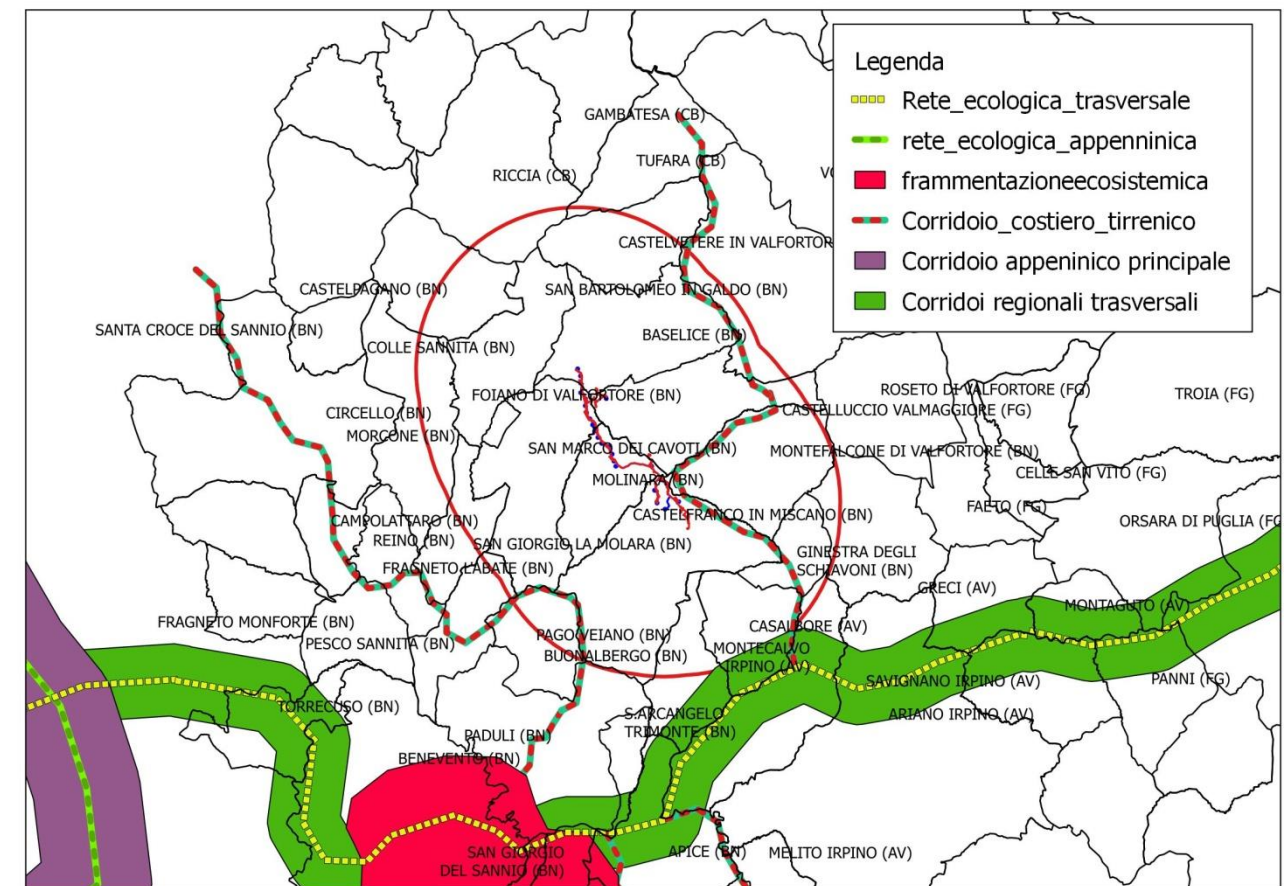 Legenda
Rete_ecologica_trasversale
rete_ecologica_appenninica
frammentazioneecosistemica
Corridoio_costiero_tirrenico
Corridoio appeninico principale
Corridoi regionali trasversali
GAMBATESA (CB)
TUFARA (CB)
RICCIA (CB)
CASTELVETERE IN VALFORTOR
CASTELPAGANO (BN)
SAN BARTOLOMEO IN GALDO (BN)
SANTA CROCE DEL SANNIO (BN)
BASELICE (BN)
COLLE SANNITA (BN)
FOIANO DI VALFORTORE (BN)
ROSETO DI VALFORTORE (FG)
TROIA (FG)
CIRCELLO (BN)
CASTELLUCCIO VALMAGGIORE (FG)
MORCONE (BN)
SAN MARCO DEI CAVOTI (BN)
MONTEFALCONE DI VALFORTORE (BN)
MOLINARA (BN)
CELLE SAN VITO (FG)
FAETO (FG)
CASTELFRANCO IN MISCANO (BN)
ORSARA DI PUGLIA (FG
CAMPOLATTARO (BN)
REINO (BN)
SAN GIORGIO LA MOLARA (BN)
GINESTRA DEGLI
SCHIAVONI (BN)
FRAGNETO L'ABATE (BN)
GRECI (AV)
MONTAGUTO (AV)
FRAGNETO MONFORTE (BN)
CASALBORE (AV)
PESCO SANNITA (BN)
PAGO VEIANO (BN)
MONTECALVO
IRPINO (AV)
BUONALBERGO (BN)
SAVIGNANO IRPINO (AV)
PANNI (FG)
TORRECUSO (BN)
S.ARCANGELO
TRIMONTE (BN)
ARIANO IRPINO (AV)
PADULI (BN)
BENEVENTO (BN)
SAN GIORGIO
DEL SANNIO (BN)
APICE (BN)
MELITO IRPINO (AV)